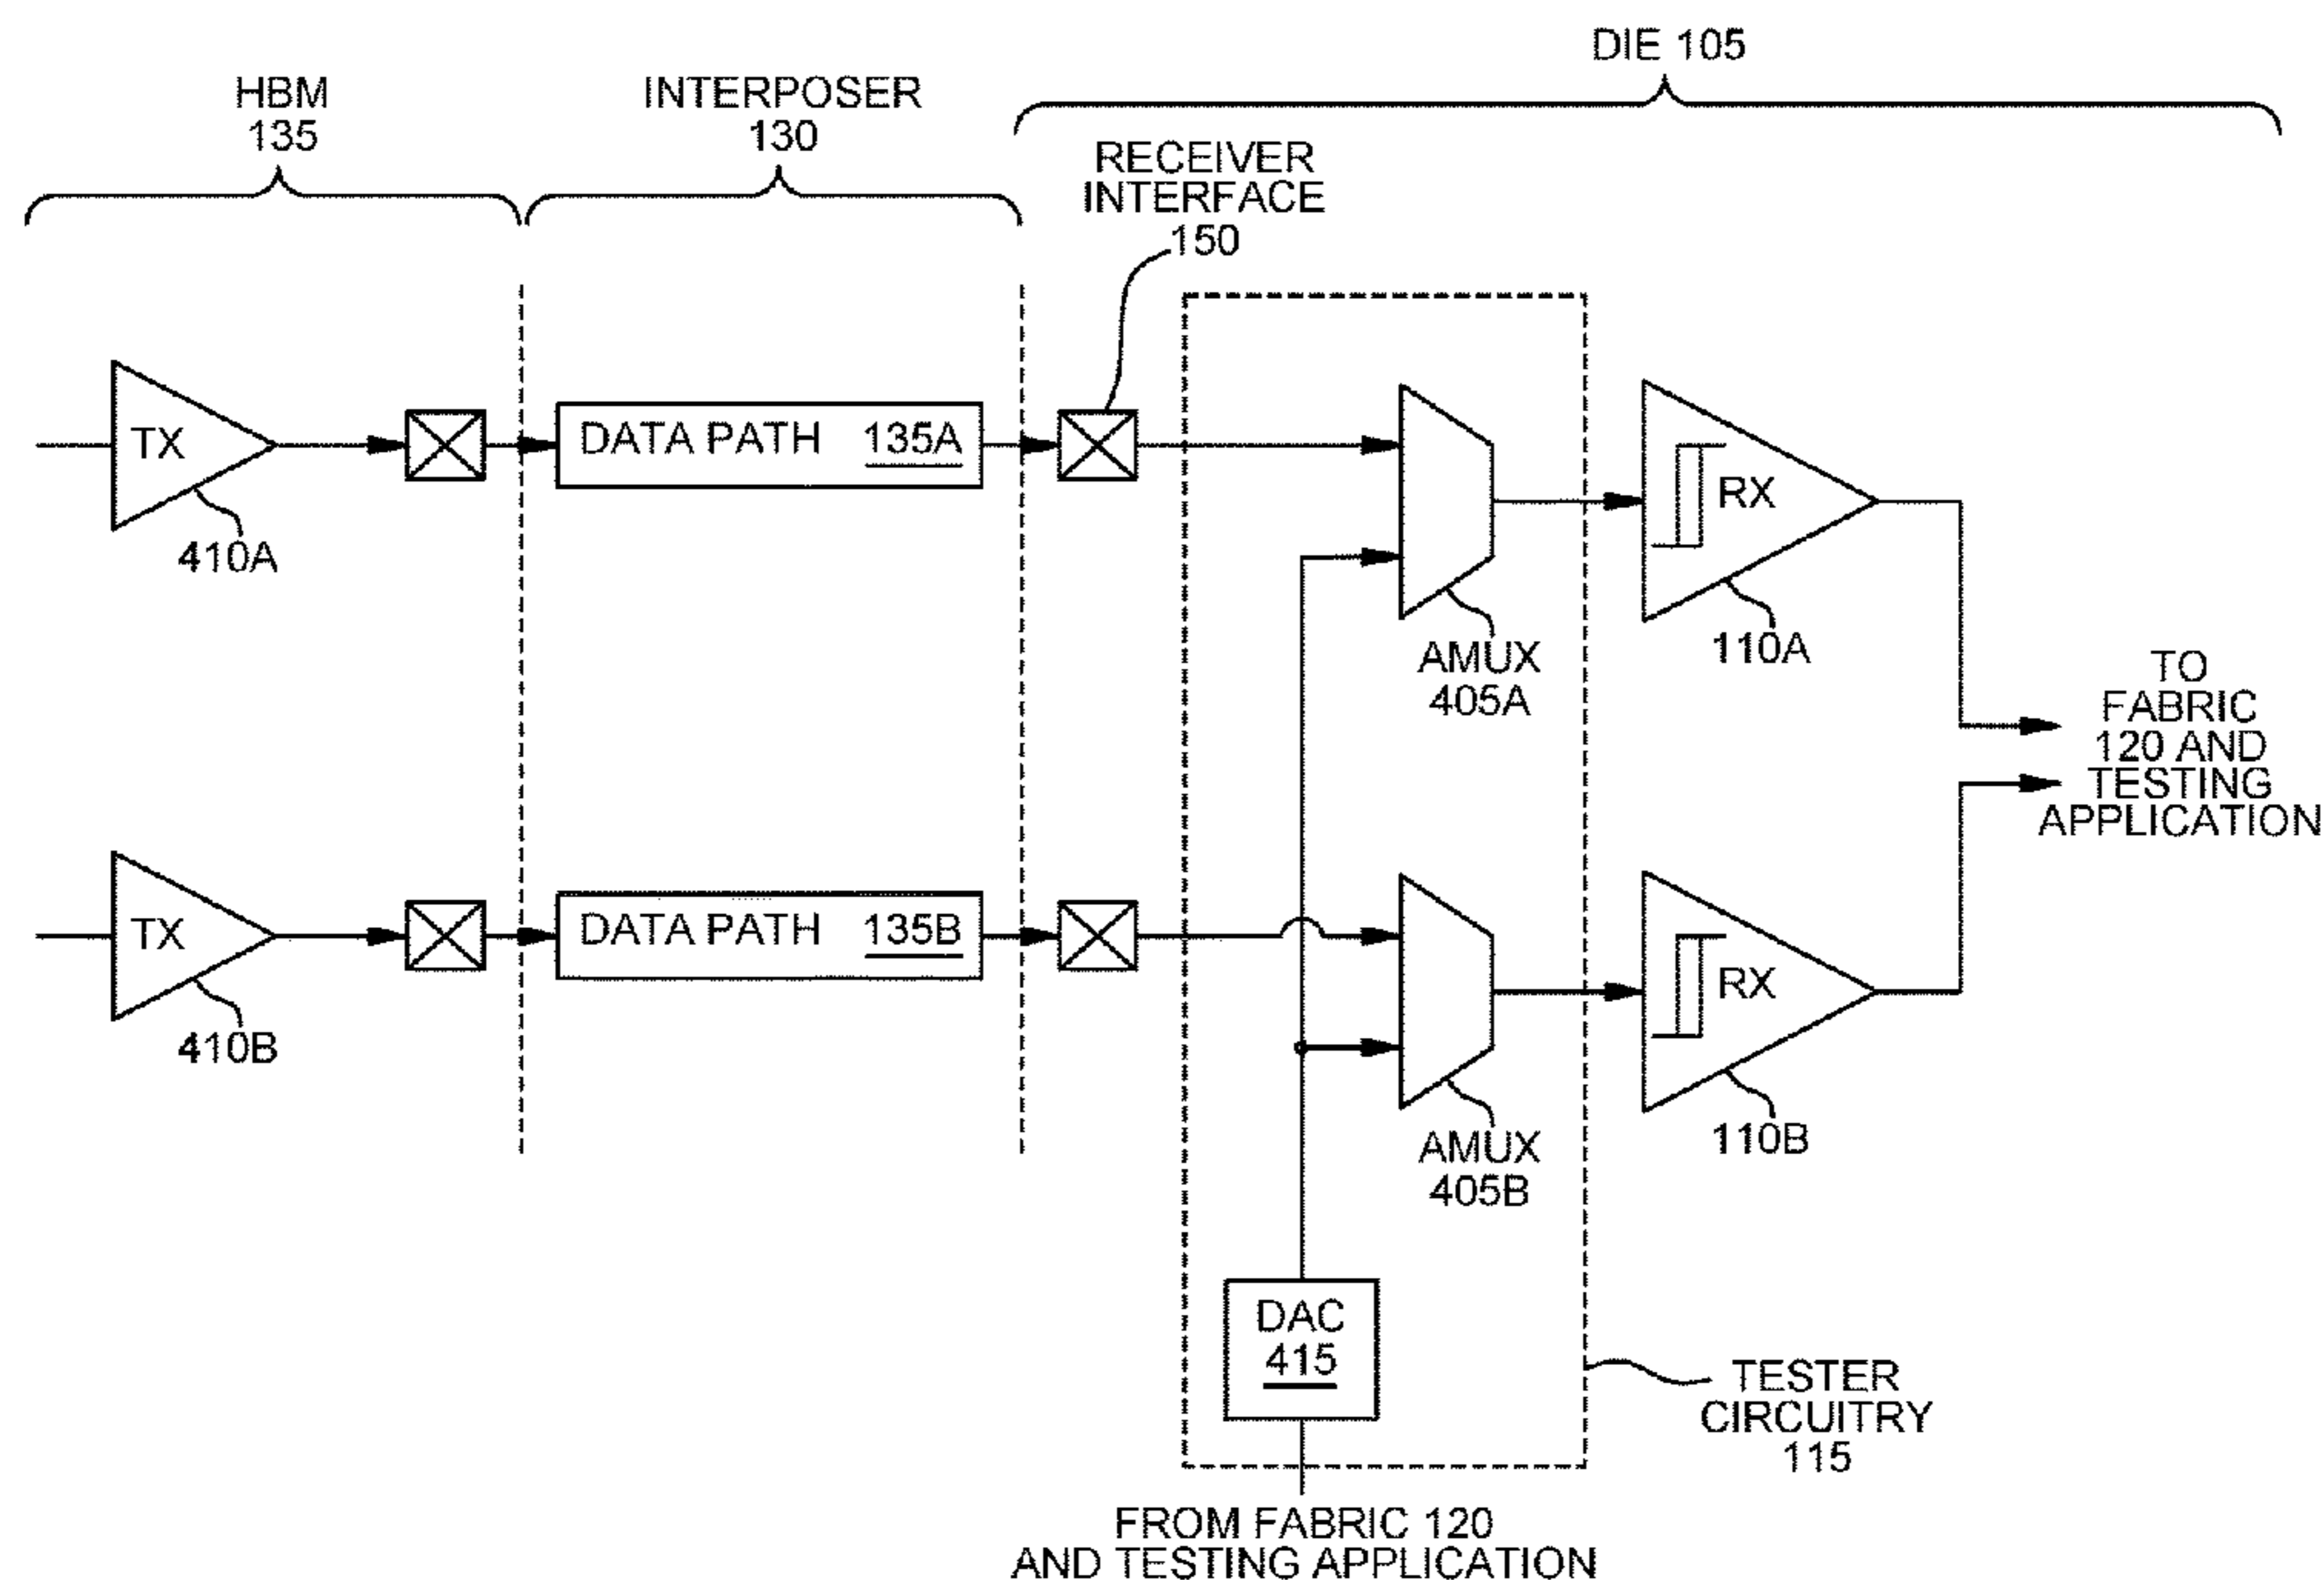 DIE 105
HBM
135
INTERPOSER
130
RECEIVER
INTERFACE
150
TX
410A
DATA PATH 135A
AMUX
405A
RX
110A
TO
FABRIC
120 AND
TESTING
APPLICATION
TX
410B
DATA PATH 135B
AMUX
405B
RX
110B
DAC
415
TESTER
CIRCUITRY
115
FROM FABRIC 120
AND TESTING APPLICATION